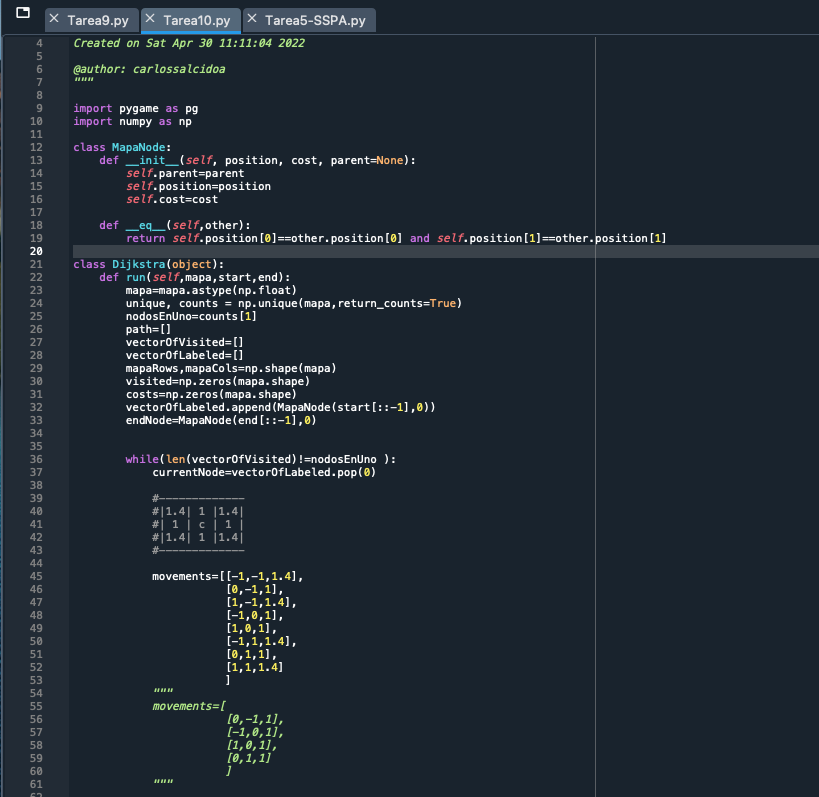 Tarea9.py Tarea10.py Tarea5-SSPA.py
4 Created on Sat Apr 30 11:11:04 2022
5
6 @author: carlossalcidoa
7 """
8
9 import pygame as pg
10 import numpy as np
11
12 class MapaNode:
13     def __init__(self, position, cost, parent=None):
14         self.parent=parent
15         self.position=position
16         self.cost=cost
17
18     def __eq__(self,other):
19         return self.position[0]==other.position[0] and self.position[1]==other.position[1]
20
21 class Dijkstra(object):
22     def run(self,mapa,start,end):
23         mapa=mapa.astype(np.float)
24         unique, counts = np.unique(mapa,return_counts=True)
25         nodosEnUno=counts[1]
26         path=[]
27         vectorOfVisited=[]
28         vectorOfLabeled=[]
29         mapaRows,mapaCols=np.shape(mapa)
30         visited=np.zeros(mapa.shape)
31         costs=np.zeros(mapa.shape)
32         vectorOfLabeled.append(MapaNode(start[::-1],0))
33         endNode=MapaNode(end[::-1],0)
34
35
36         while(len(vectorOfVisited)!=nodosEnUno ):
37             currentNode=vectorOfLabeled.pop(0)
38
39             #-------------
40             #|1.4| 1 |1.4|
41             #| 1 | c | 1 |
42             #|1.4| 1 |1.4|
43             #-------------
44
45             movements=[[-1,-1,1.4],
46                        [0,-1,1],
47                        [1,-1,1.4],
48                        [-1,0,1],
49                        [1,0,1],
50                        [-1,1,1.4],
51                        [0,1,1],
52                        [1,1,1.4]
53                        ]
54             """
55             movements=[
56                        [0,-1,1],
57                        [-1,0,1],
58                        [1,0,1],
59                        [0,1,1]
60                        ]
61             """